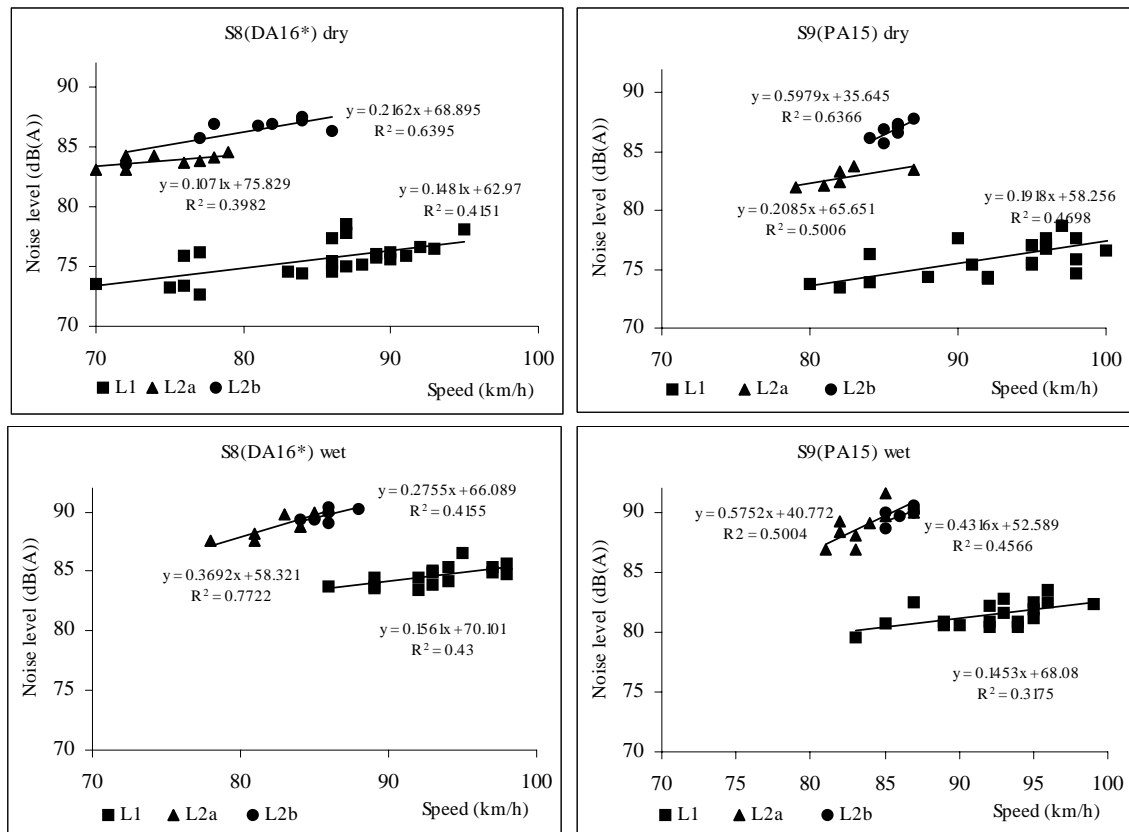 S8(DA16*) dry
90
85
80
75
70
Noise level (dB(A))
y = 0.2162x + 68.895
R² = 0.6395
y = 0.1071x + 75.829
R² = 0.3982
y = 0.1481x + 62.97
R² = 0.4151
70 80 90 100
L1 L2a L2b Speed (km/h)
S9(PA15) dry
90
85
80
75
70
Noise level (dB(A))
y = 0.5979x + 35.645
R² = 0.6366
y = 0.2085x + 65.651
R² = 0.5006
y = 0.1918x + 58.256
R² = 0.4698
70 80 90 100
L1 L2a L2b Speed (km/h)
S8(DA16*) wet
90
85
80
75
70
Noise level (dB(A))
y = 0.2755x + 66.089
R² = 0.4155
y = 0.3692x + 58.321
R² = 0.7722
y = 0.1561x + 70.101
R² = 0.43
70 80 90 100
L1 L2a L2b Speed (km/h)
S9(PA15) wet
90
85
80
75
70
Noise level (dB(A))
y = 0.5752x + 40.772
R2 = 0.5004
y = 0.4316x + 52.589
R² = 0.4566
y = 0.1453x + 68.08
R² = 0.3175
70 75 80 85 90 95 100
L1 L2a L2b Speed (km/h)